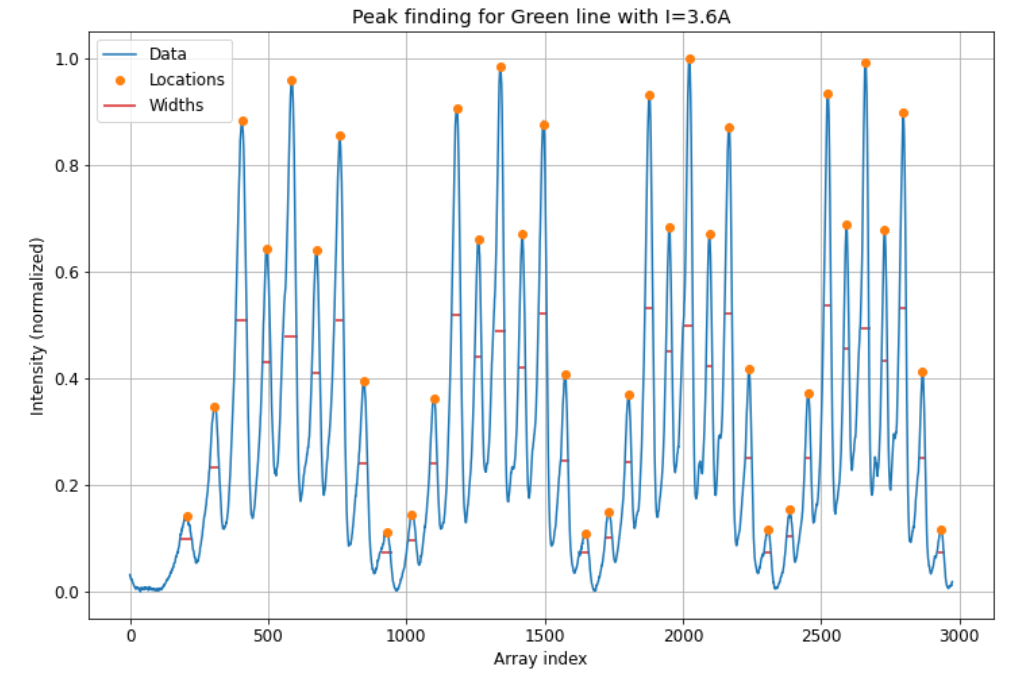 Peak finding for Green line with I=3.6A
Data
Locations
Widths
Intensity (normalized)
1.0
0.8
0.6
0.4
0.2
0.0
0 500 1000 1500 2000 2500 3000
Array index